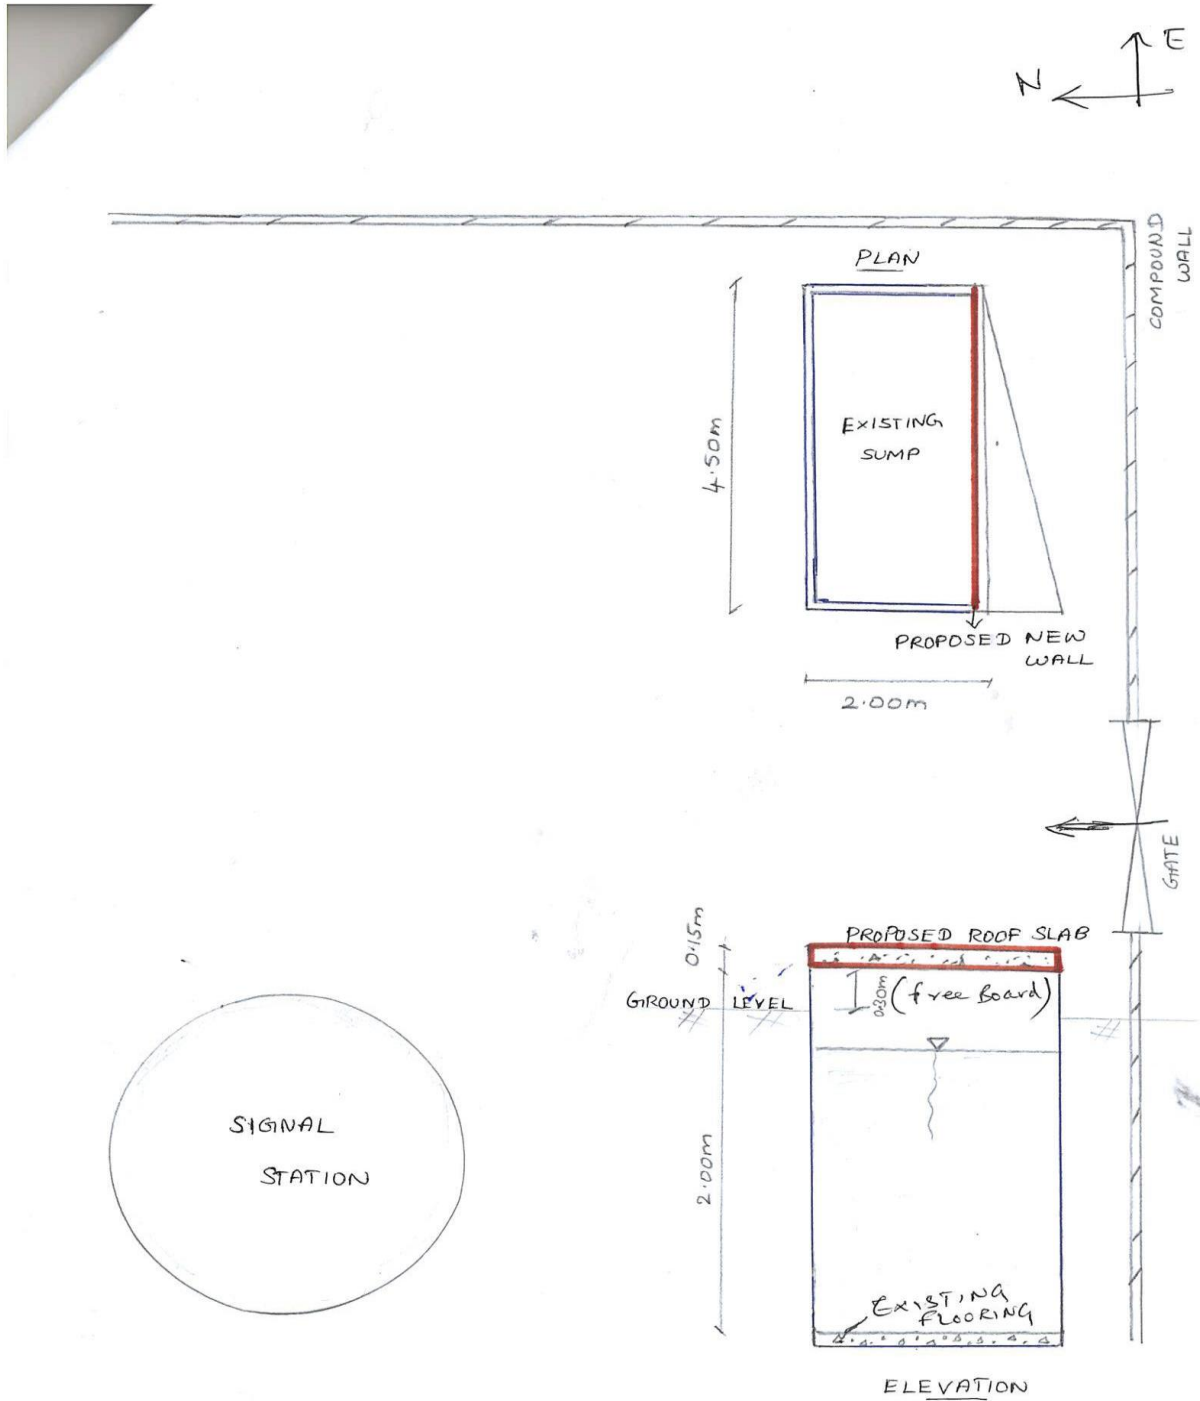 E
N
COMPOUND
WALL
PLAN
4.50m
EXISTING
SUMP
PROPOSED NEW
WALL
2.00m
GATE
PROPOSED ROOF SLAB
0.15m
0.30m
(free Board)
GROUND LEVEL
2.00m
SIGNAL
STATION
EXISTING
FLOORING
ELEVATION